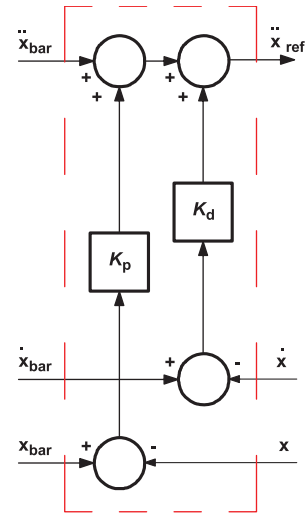 ẍbar ẍref
+ +
+ +
Kd
Kp
+ -
ẋbar ẋ
xbar + - x